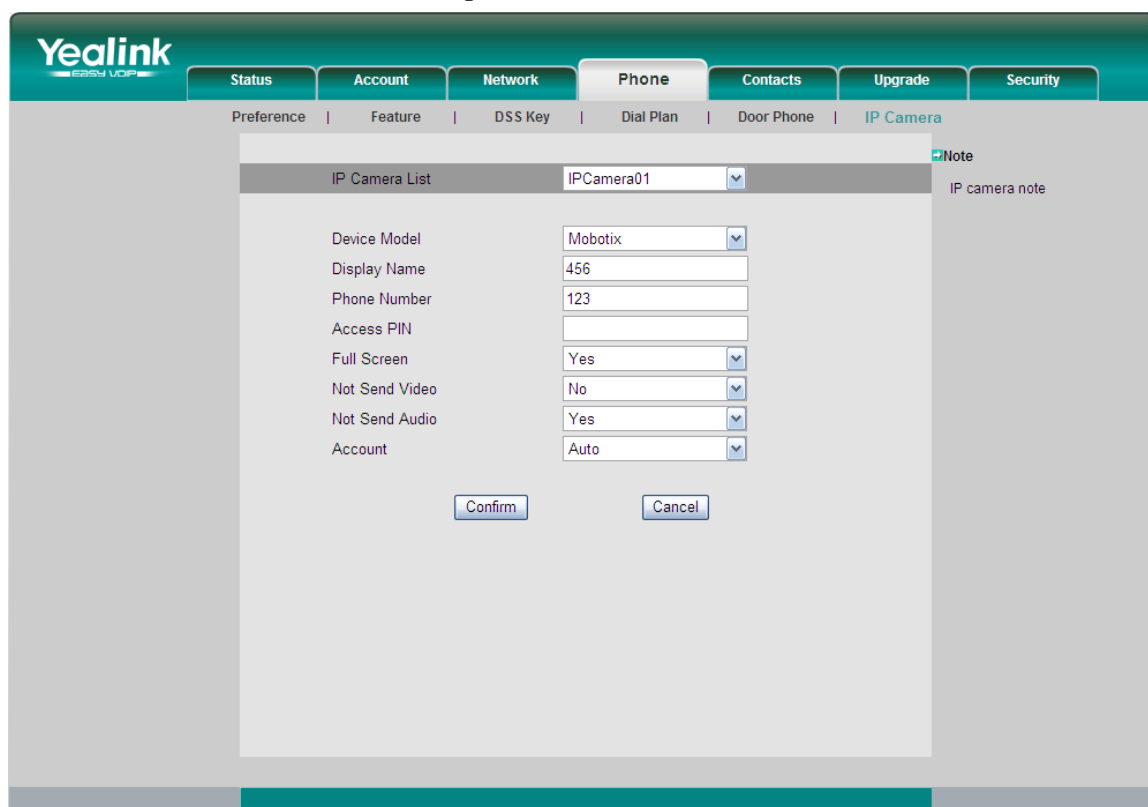 Yealink
EASY VOIP
Status Account Network Phone Contacts Upgrade Security
Preference | Feature | DSS Key | Dial Plan | Door Phone | IP Camera
Note
IP Camera List IPCamera01
IP camera note
Device Model Mobotix
Display Name 456
Phone Number 123
Access PIN
Full Screen Yes
Not Send Video No
Not Send Audio Yes
Account Auto
Confirm Cancel